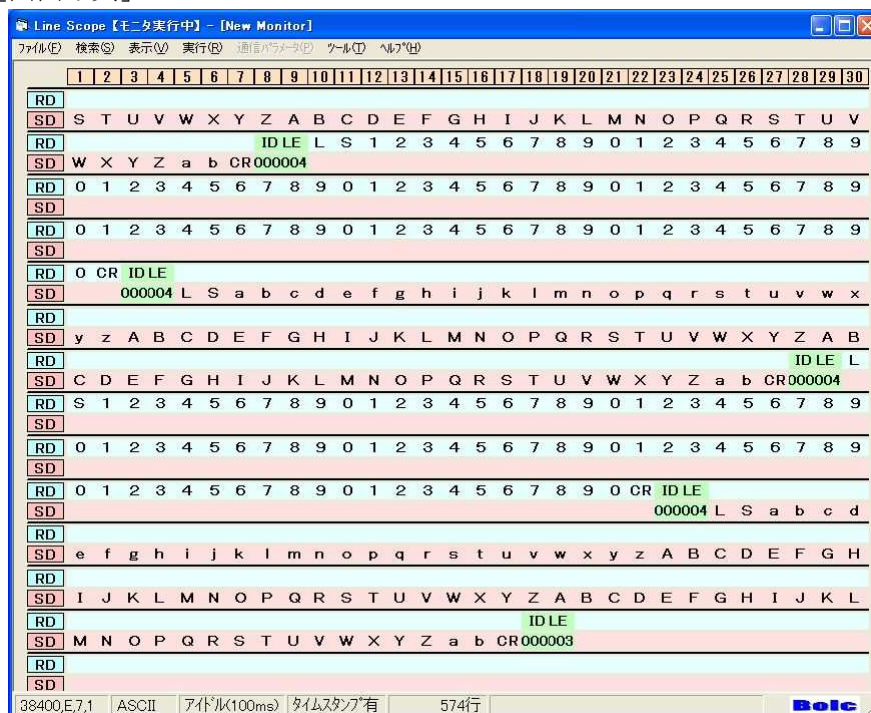 Line Scope【モニタ実行中】 - [New Monitor]
ファイル(F) 検索(S) 表示(V) 実行(R) 通信パラメータ(P) ツール(T) ヘルプ(H)
1 2 3 4 5 6 7 8 9 10 11 12 13 14 15 16 17 18 19 20 21 22 23 24 25 26 27 28 29 30
RD
SD S T U V W X Y Z A B C D E F G H I J K L M N O P Q R S T U V
RD IDLE L S 1 2 3 4 5 6 7 8 9 0 1 2 3 4 5 6 7 8 9
SD W X Y Z a b CR 000004
RD 0 1 2 3 4 5 6 7 8 9 0 1 2 3 4 5 6 7 8 9 0 1 2 3 4 5 6 7 8 9
SD
RD 0 1 2 3 4 5 6 7 8 9 0 1 2 3 4 5 6 7 8 9 0 1 2 3 4 5 6 7 8 9
SD
RD 0 CR IDLE
SD 000004 L S a b c d e f g h i j k l m n o p q r s t u v w x
RD
SD y z A B C D E F G H I J K L M N O P Q R S T U V W X Y Z A B
RD IDLE L
SD C D E F G H I J K L M N O P Q R S T U V W X Y Z a b CR 000004
RD S 1 2 3 4 5 6 7 8 9 0 1 2 3 4 5 6 7 8 9 0 1 2 3 4 5 6 7 8 9
SD
RD 0 1 2 3 4 5 6 7 8 9 0 1 2 3 4 5 6 7 8 9 0 1 2 3 4 5 6 7 8 9
SD
RD 0 1 2 3 4 5 6 7 8 9 0 1 2 3 4 5 6 7 8 9 0 CR IDLE
SD 000004 L S a b c d
RD
SD e f g h i j k l m n o p q r s t u v w x y z A B C D E F G H
RD
SD I J K L M N O P Q R S T U V W X Y Z A B C D E F G H I J K L
RD IDLE
SD M N O P Q R S T U V W X Y Z a b CR 000003
RD
SD
38400,E,7,1 ASCII アイドル(100ms) タイムスタンプ有 574行 Bolc